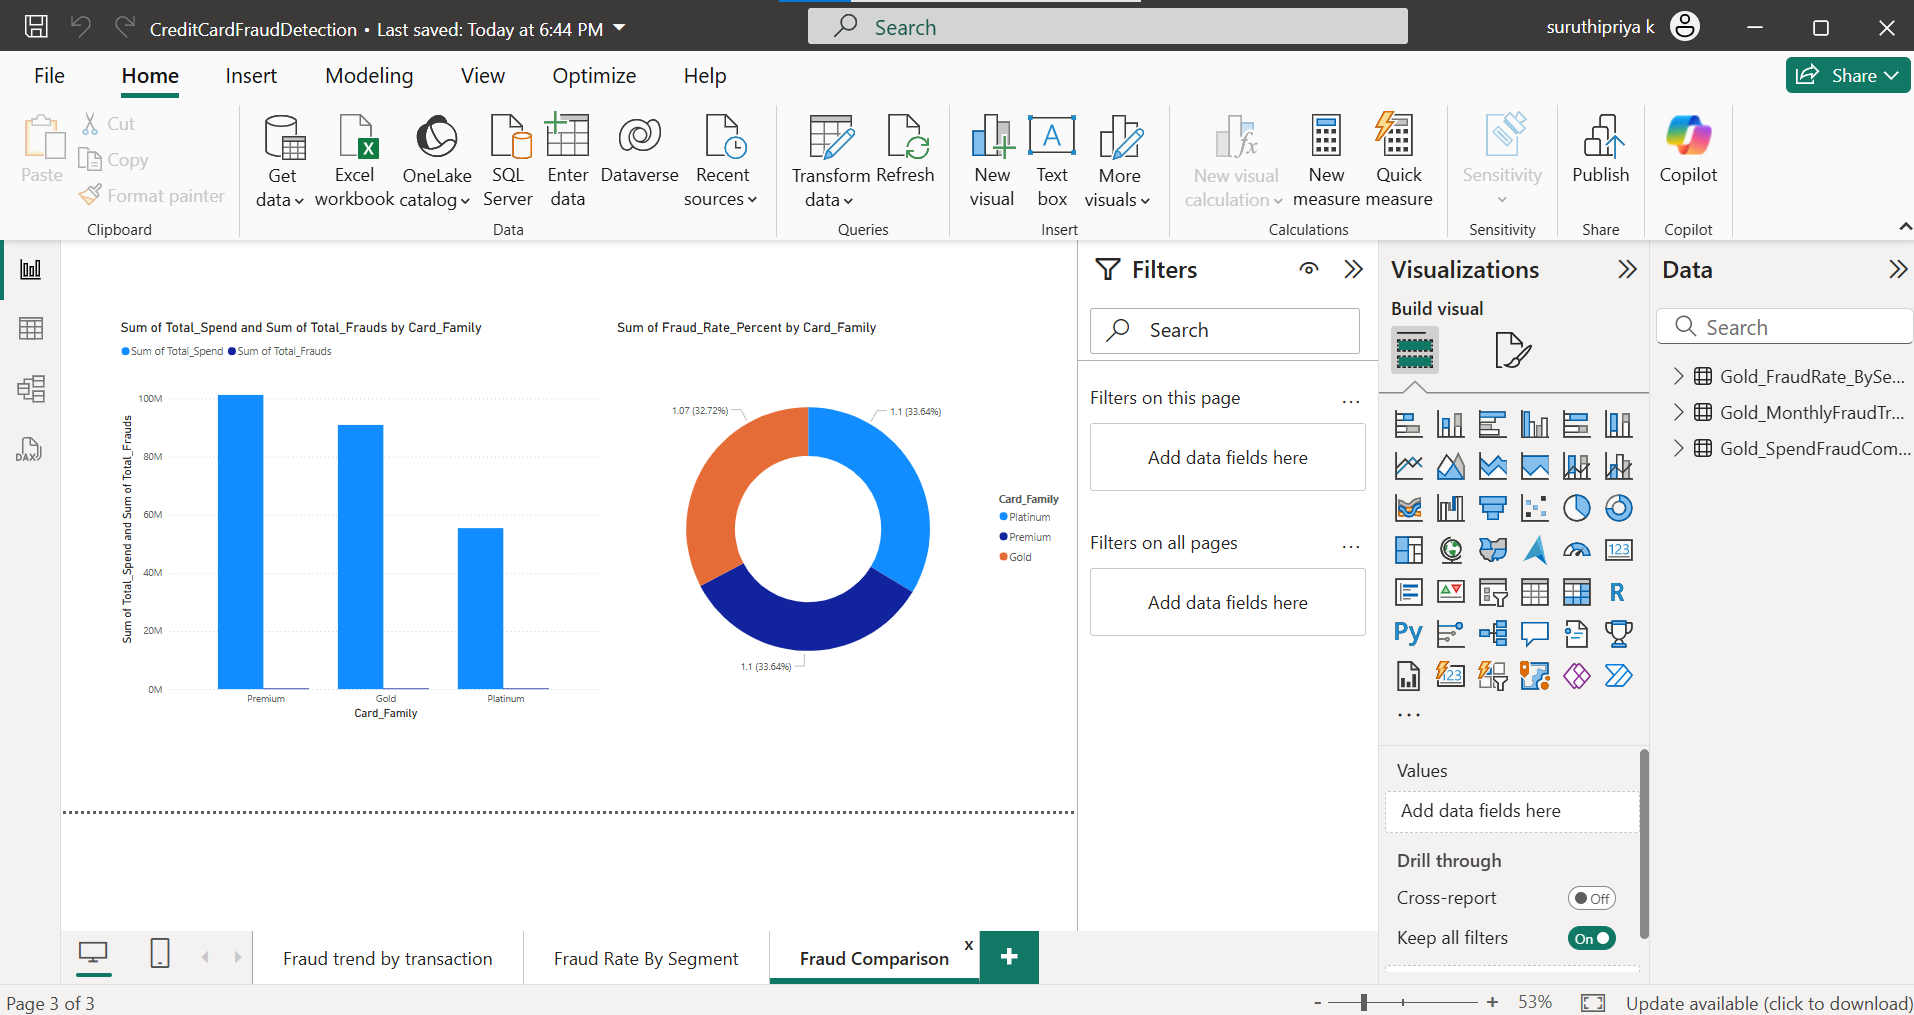 CreditCardFraudDetection • Last saved: Today at 6:44 PM
Search
suruthipriya k
File
Home
Insert
Modeling
View
Optimize
Help
Share
Paste
Cut
Copy
Format painter
Clipboard
Get
data
Excel
workbook
OneLake
catalog
SQL
Server
Enter
data
Dataverse
Recent
sources
Data
Transform
data
Refresh
Queries
New
visual
Text
box
More
visuals
Insert
New visual
calculation
New
measure
Quick
measure
Calculations
Sensitivity
Sensitivity
Publish
Share
Copilot
Copilot
DAX
Sum of Total_Spend and Sum of Total_Frauds by Card_Family
Sum of Total_Spend
Sum of Total_Frauds
Sum of Total_Spend and Sum of Total_Frauds
100M
80M
60M
40M
20M
0M
Premium
Gold
Platinum
Card_Family
Sum of Fraud_Rate_Percent by Card_Family
1.07 (32.72%)
1.1 (33.64%)
1.1 (33.64%)
Card_Family
Platinum
Premium
Gold
Filters
Search
Filters on this page
...
Add data fields here
Filters on all pages
...
Add data fields here
Visualizations
Build visual
123
R
Py
123
...
Values
Add data fields here
Drill through
Cross-report
Off
Keep all filters
On
Data
Search
Gold_FraudRate_BySe...
Gold_MonthlyFraudTr...
Gold_SpendFraudCom...
Fraud trend by transaction
Fraud Rate By Segment
Fraud Comparison
x
+
Page 3 of 3
- + 53%
Update available (click to download)